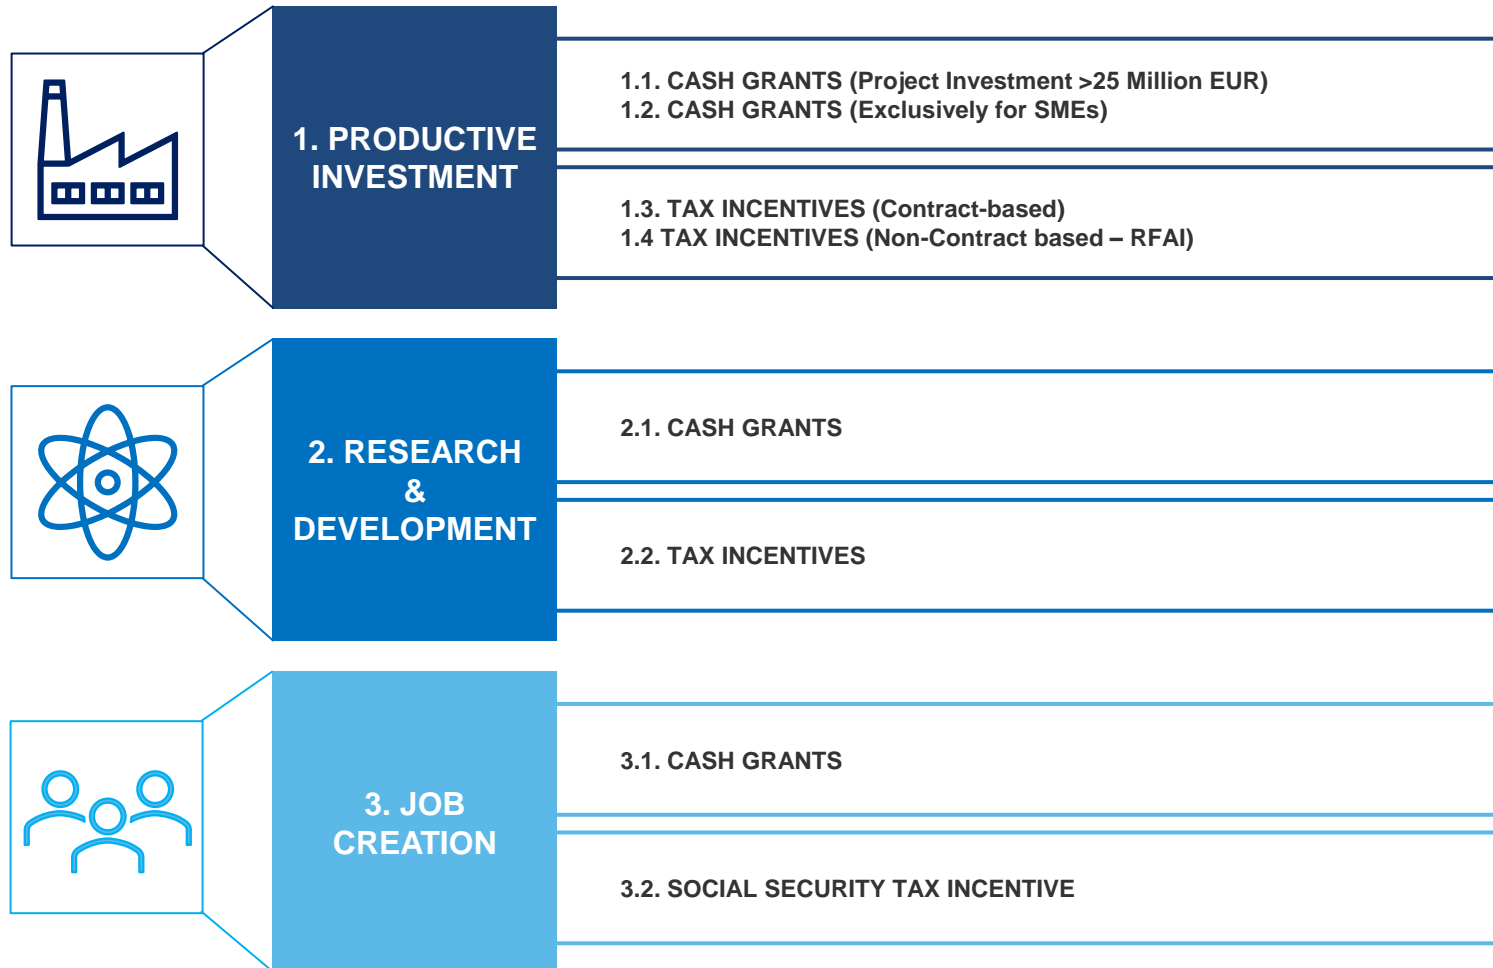 1. PRODUCTIVE
INVESTMENT
1.1. CASH GRANTS (Project Investment >25 Million EUR)
1.2. CASH GRANTS (Exclusively for SMEs)
1.3. TAX INCENTIVES (Contract-based)
1.4 TAX INCENTIVES (Non-Contract based – RFAI)
2. RESEARCH
&
DEVELOPMENT
2.1. CASH GRANTS
2.2. TAX INCENTIVES
3. JOB
CREATION
3.1. CASH GRANTS
3.2. SOCIAL SECURITY TAX INCENTIVE